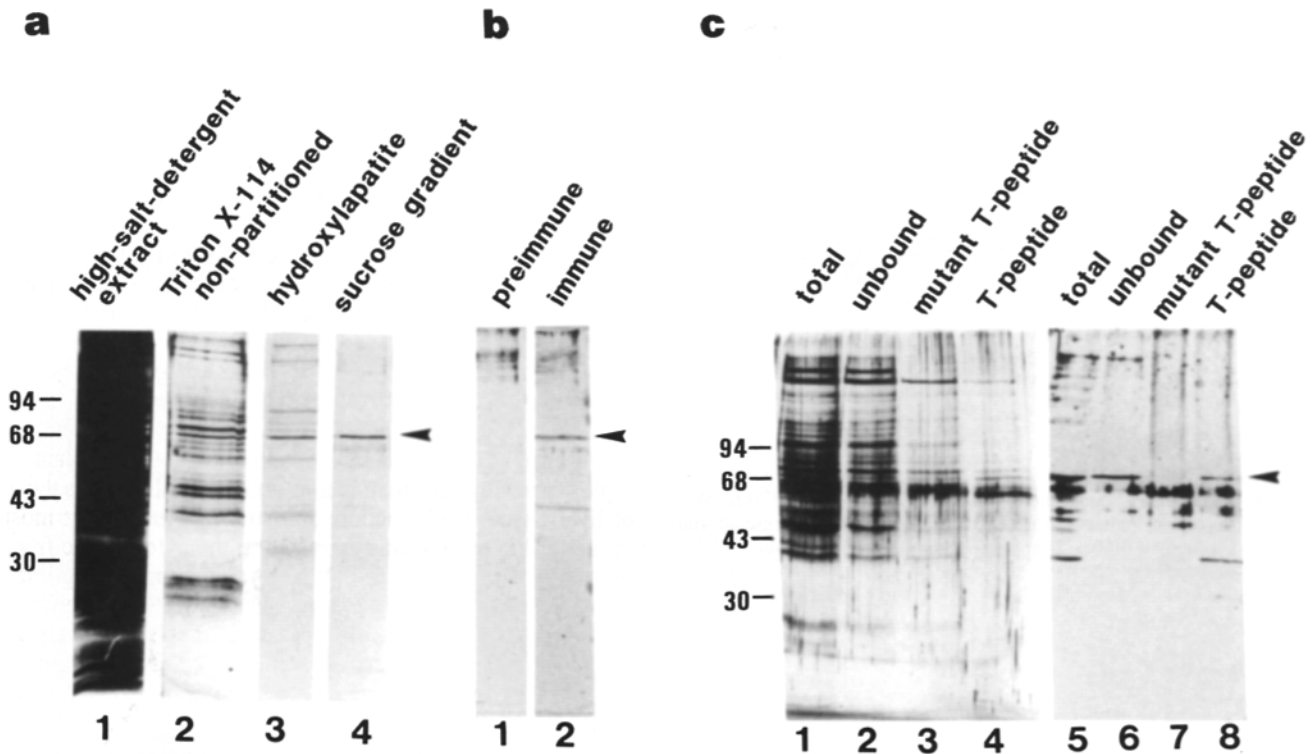 a
high-salt-detergent
extract
Triton X-114
non-partitioned
hydroxylapatite
sucrose gradient
94
68
43
30
1 2 3 4
b
preimmune
immune
1 2
c
total
unbound
mutant T-peptide
T-peptide
total
unbound
mutant T-peptide
T-peptide
94
68
43
30
1 2 3 4 5 6 7 8